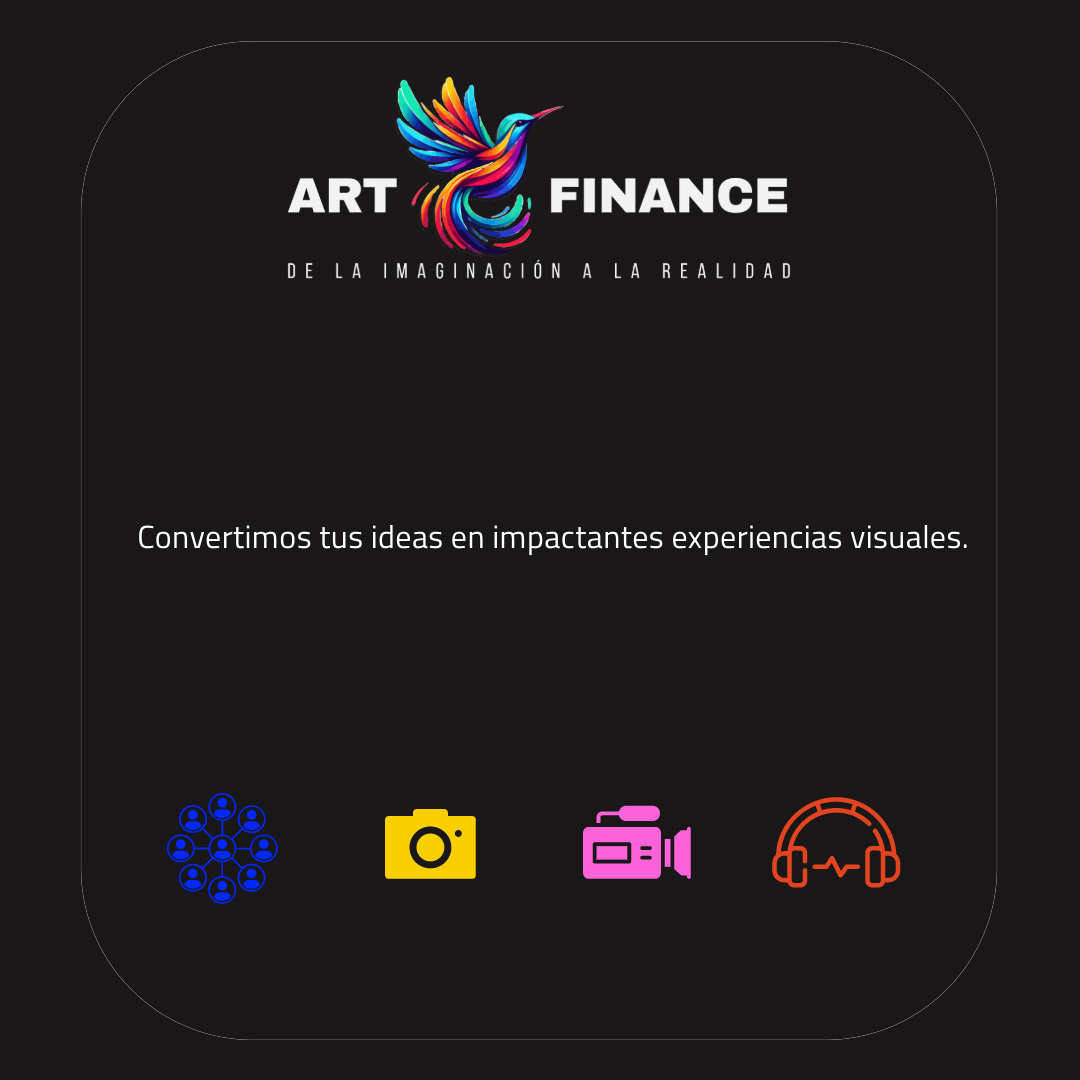 ART FINANCE
DE LA IMAGINACIÓN A LA REALIDAD
Convertimos tus ideas en impactantes experiencias visuales.